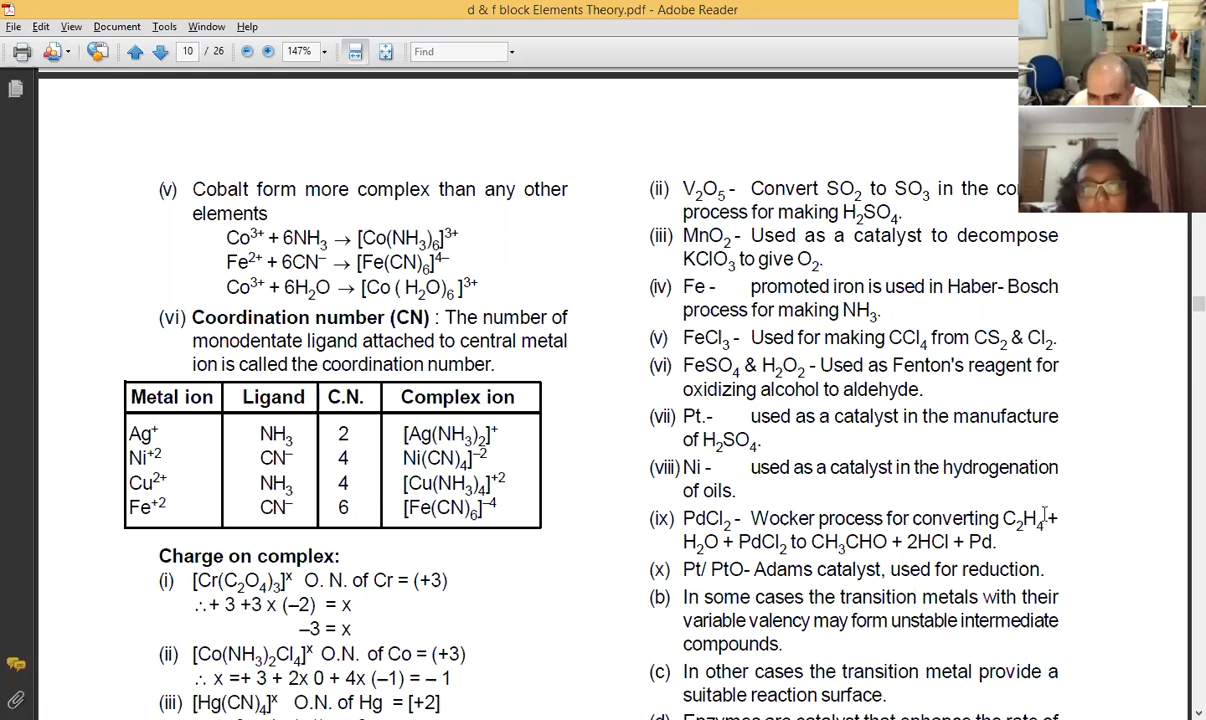 d & f block Elements Theory.pdf - Adobe Reader
File Edit View Document Tools Window Help
10 / 26 147% Find
(v) Cobalt form more complex than any other
elements
Co³⁺ + 6NH₃ → [Co(NH₃)₆]³⁺
Fe²⁺ + 6CN⁻ → [Fe(CN)₆]⁴⁻
Co³⁺ + 6H₂O → [Co ( H₂O)₆ ]³⁺
(vi) Coordination number (CN) : The number of
monodentate ligand attached to central metal
ion is called the coordination number.
Metal ion Ligand C.N. Complex ion
Ag⁺ NH₃ 2 [Ag(NH₃)₂]⁺
Ni⁺² CN⁻ 4 Ni(CN)₄]⁻²
Cu²⁺ NH₃ 4 [Cu(NH₃)₄]⁺²
Fe⁺² CN⁻ 6 [Fe(CN)₆]⁻⁴
Charge on complex:
(i) [Cr(C₂O₄)₃]ˣ O. N. of Cr = (+3)
∴+ 3 +3 x (–2) = x
–3 = x
(ii) [Co(NH₃)₂Cl₄]ˣ O.N. of Co = (+3)
∴ x =+ 3 + 2x 0 + 4x (–1) = – 1
(iii) [Hg(CN)₄]ˣ O.N. of Hg = [+2]
(ii) V₂O₅ - Convert SO₂ to SO₃ in the
process for making H₂SO₄.
(iii) MnO₂ - Used as a catalyst to decompose
KClO₃ to give O₂.
(iv) Fe - promoted iron is used in Haber- Bosch
process for making NH₃.
(v) FeCl₃ - Used for making CCl₄ from CS₂ & Cl₂.
(vi) FeSO₄ & H₂O₂ - Used as Fenton's reagent for
oxidizing alcohol to aldehyde.
(vii) Pt.- used as a catalyst in the manufacture
of H₂SO₄.
(viii) Ni - used as a catalyst in the hydrogenation
of oils.
(ix) PdCl₂ - Wocker process for converting C₂H₄ +
H₂O + PdCl₂ to CH₃CHO + 2HCl + Pd.
(x) Pt/ PtO- Adams catalyst, used for reduction.
(b) In some cases the transition metals with their
variable valency may form unstable intermediate
compounds.
(c) In other cases the transition metal provide a
suitable reaction surface.
(d) Enzymes are catalyst that enhance the rate of